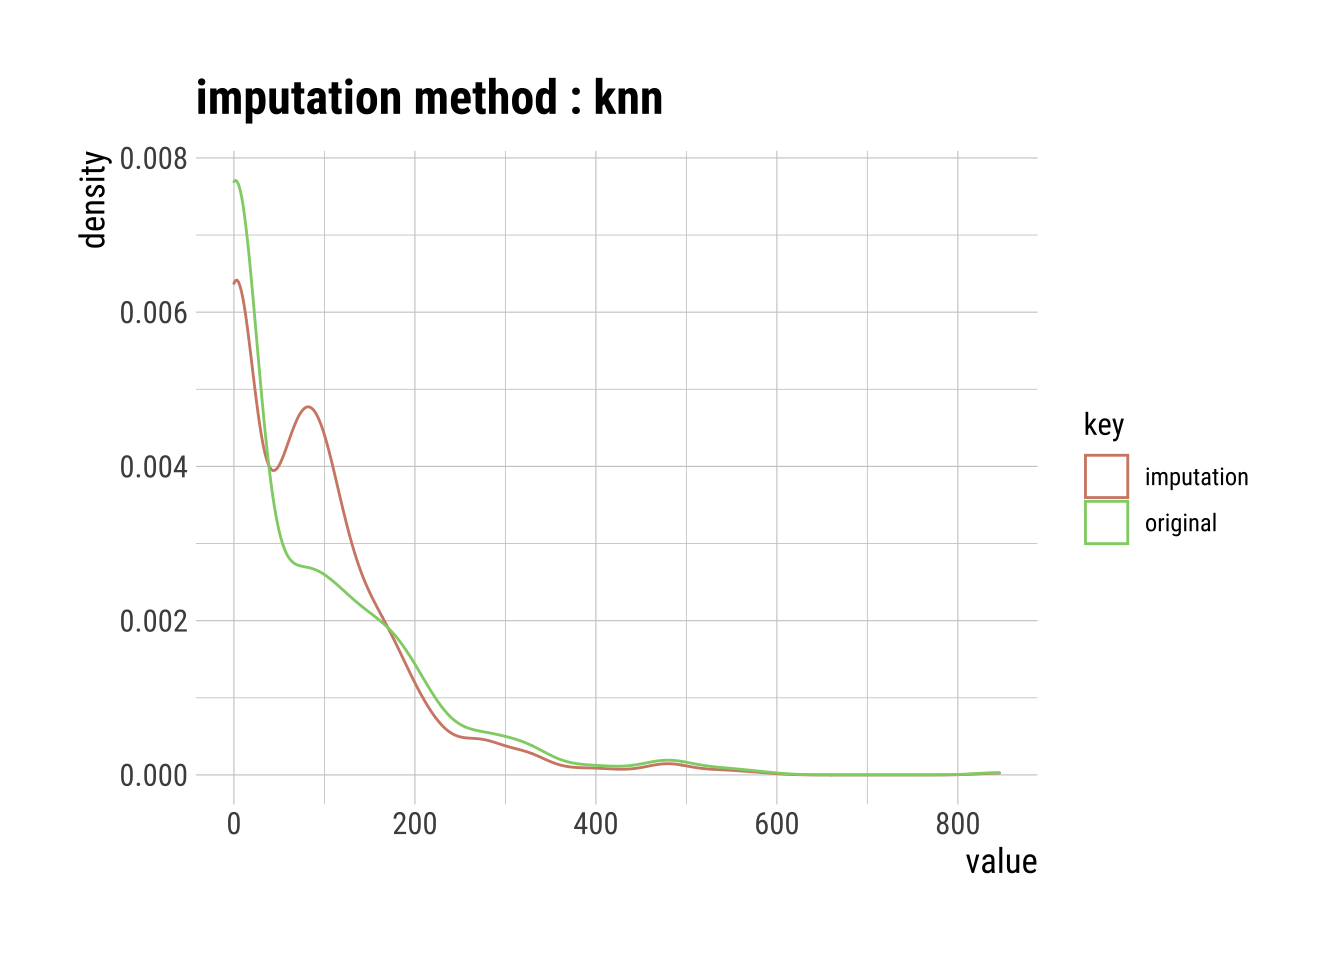 imputation method : knn
density
0.008
0.006
0.004
0.002
0.000
0 200 400 600 800
value
key
imputation
original